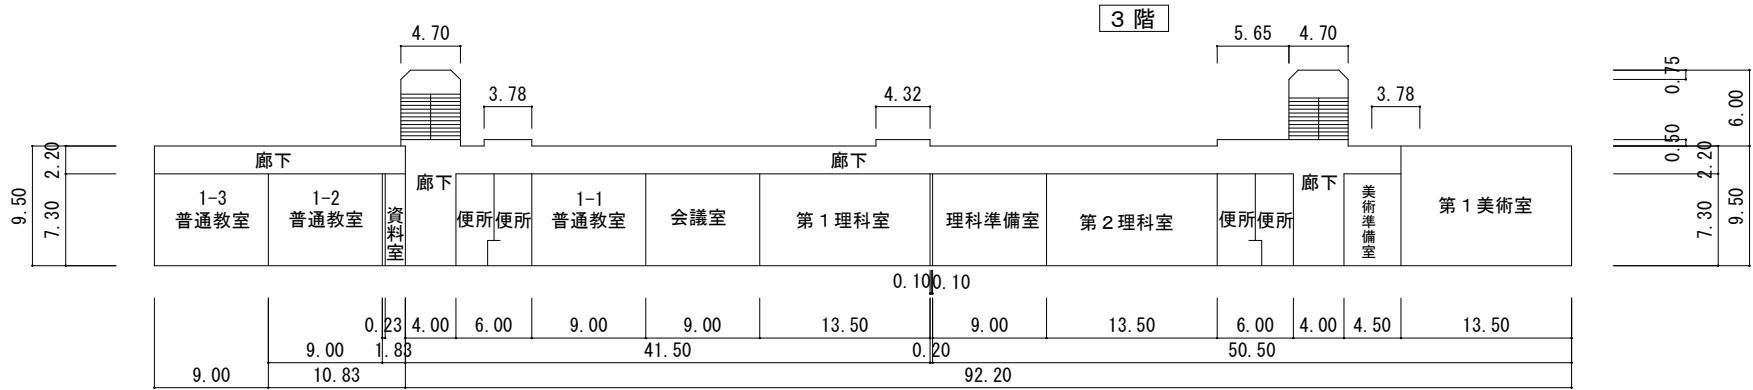 3 階
4. 70
5. 65
4. 70
3. 78
4. 32
3. 78
0. 75
6. 00
0. 50
2. 20
7. 30
9. 50
9. 50
2. 20
7. 30
廊下
廊下
1-3
普通教室
1-2
普通教室
資料室
廊下
便所
便所
1-1
普通教室
会議室
第１理科室
理科準備室
第２理科室
便所
便所
廊下
美術準備室
第１美術室
0. 10
0. 10
0. 23
4. 00
6. 00
9. 00
9. 00
13. 50
9. 00
13. 50
6. 00
4. 00
4. 50
13. 50
9. 00
1. 83
41. 50
0. 20
50. 50
9. 00
10. 83
92. 20